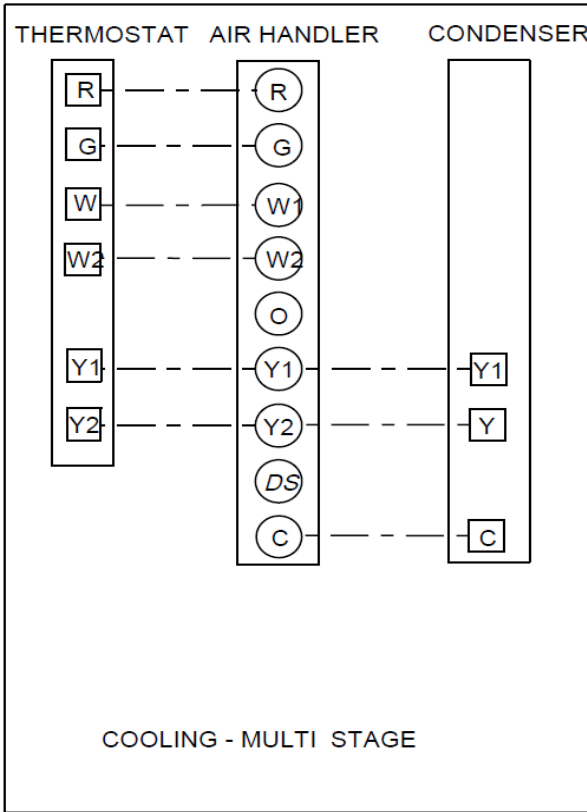 THERMOSTAT AIR HANDLER CONDENSER
R R
G G
W W1
W2 W2
O
Y1 Y1 Y1
Y2 Y2 Y
DS
C C
COOLING - MULTI STAGE